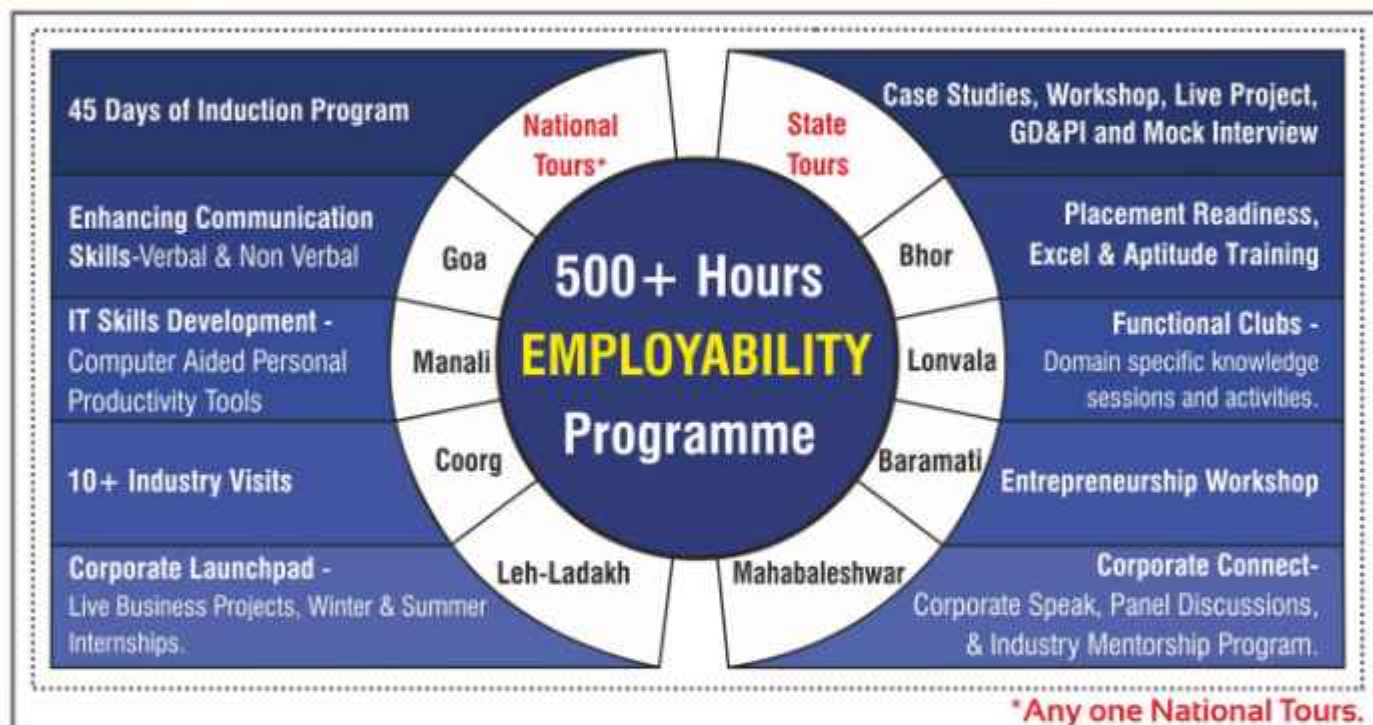 45 Days of Induction Program
Enhancing Communication
Skills-Verbal & Non Verbal
IT Skills Development -
Computer Aided Personal
Productivity Tools
10+ Industry Visits
Corporate Launchpad -
Live Business Projects, Winter & Summer
Internships.
National
Tours*
Goa
Manali
Coorg
Leh-Ladakh
500+ Hours
EMPLOYABILITY
Programme
State
Tours
Bhor
Lonvala
Baramati
Mahabaleshwar
Case Studies, Workshop, Live Project,
GD&PI and Mock Interview
Placement Readiness,
Excel & Aptitude Training
Functional Clubs -
Domain specific knowledge
sessions and activities.
Entrepreneurship Workshop
Corporate Connect-
Corporate Speak, Panel Discussions,
& Industry Mentorship Program.
*Any one National Tours.